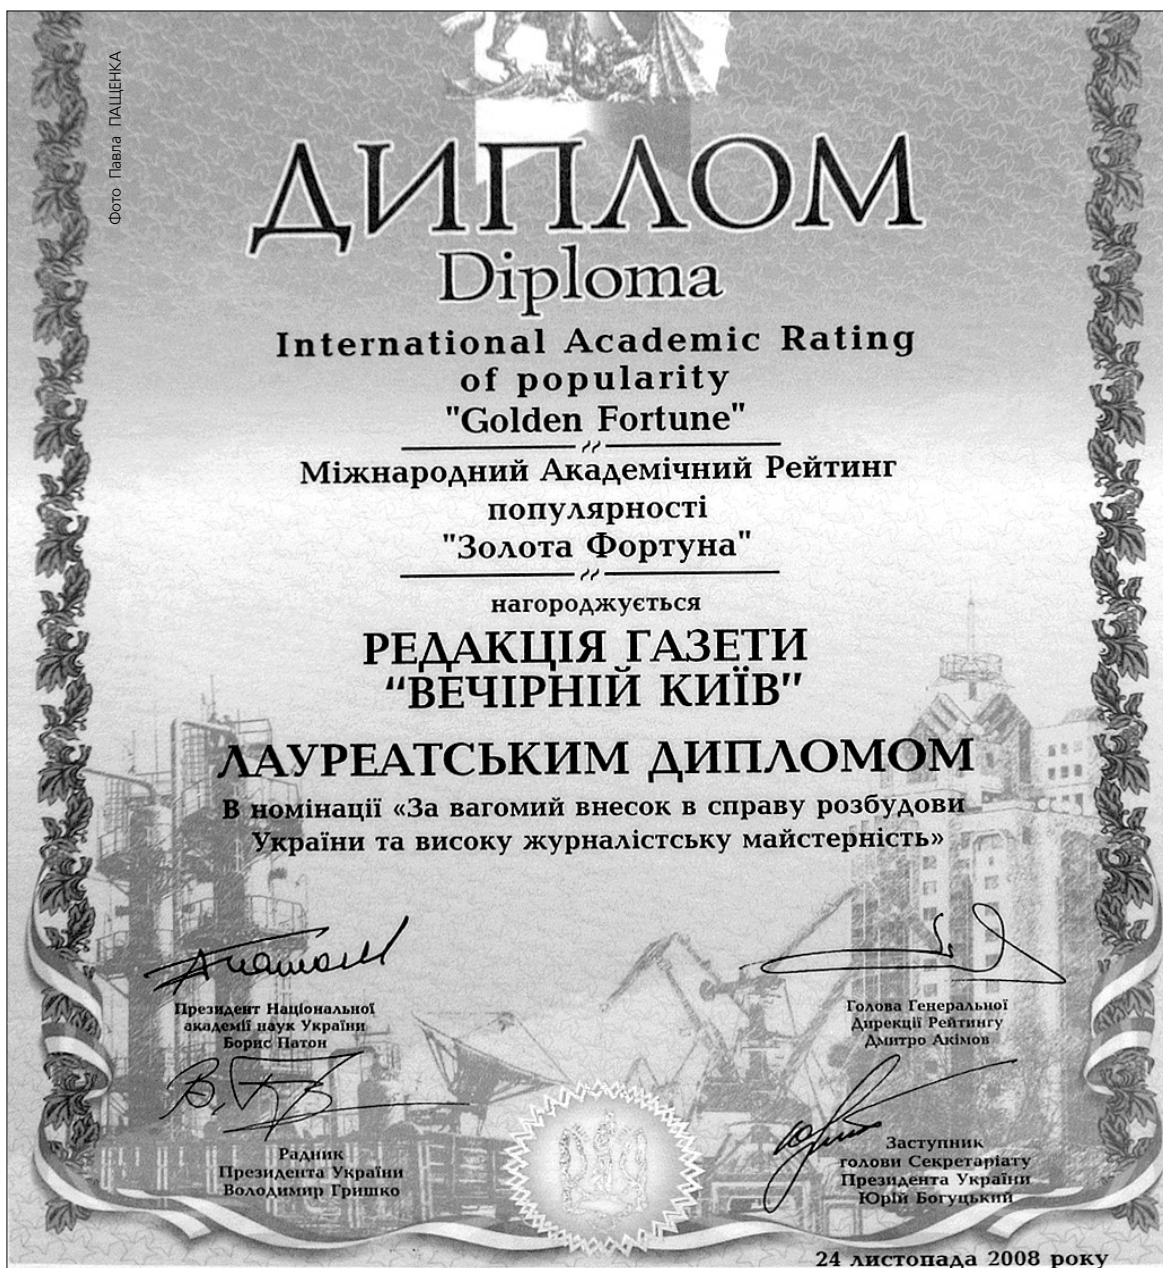 Фото Павла ПАЩЕНКА
ДИПЛОМ
Diploma
International Academic Rating
of popularity
"Golden Fortune"
Міжнародний Академічний Рейтинг
популярності
"Золота Фортуна"
нагороджується
РЕДАКЦІЯ ГАЗЕТИ
“ВЕЧІРНІЙ КИЇВ”
ЛАУРЕАТСЬКИМ ДИПЛОМОМ
В номінації «За вагомий внесок в справу розбудови
України та високу журналістську майстерність»
Президент Національної
академії наук України
Борис Патон
Голова Генеральної
Дирекції Рейтингу
Дмитро Акімов
Радник
Президента України
Володимир Гришко
Заступник
голови Секретаріату
Президента України
Юрій Богуцький
24 листопада 2008 року